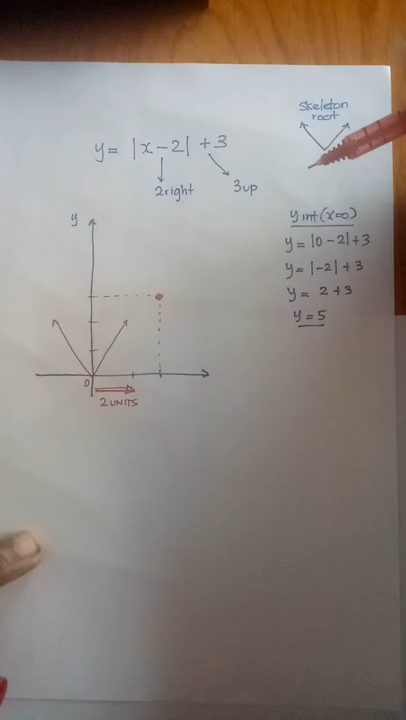 Skeleton
root
y = |x - 2| + 3
2right
3up
y int (x=0)
y = |0 - 2| + 3
y = |-2| + 3
y = 2 + 3
y = 5
y
0
2 UNITS